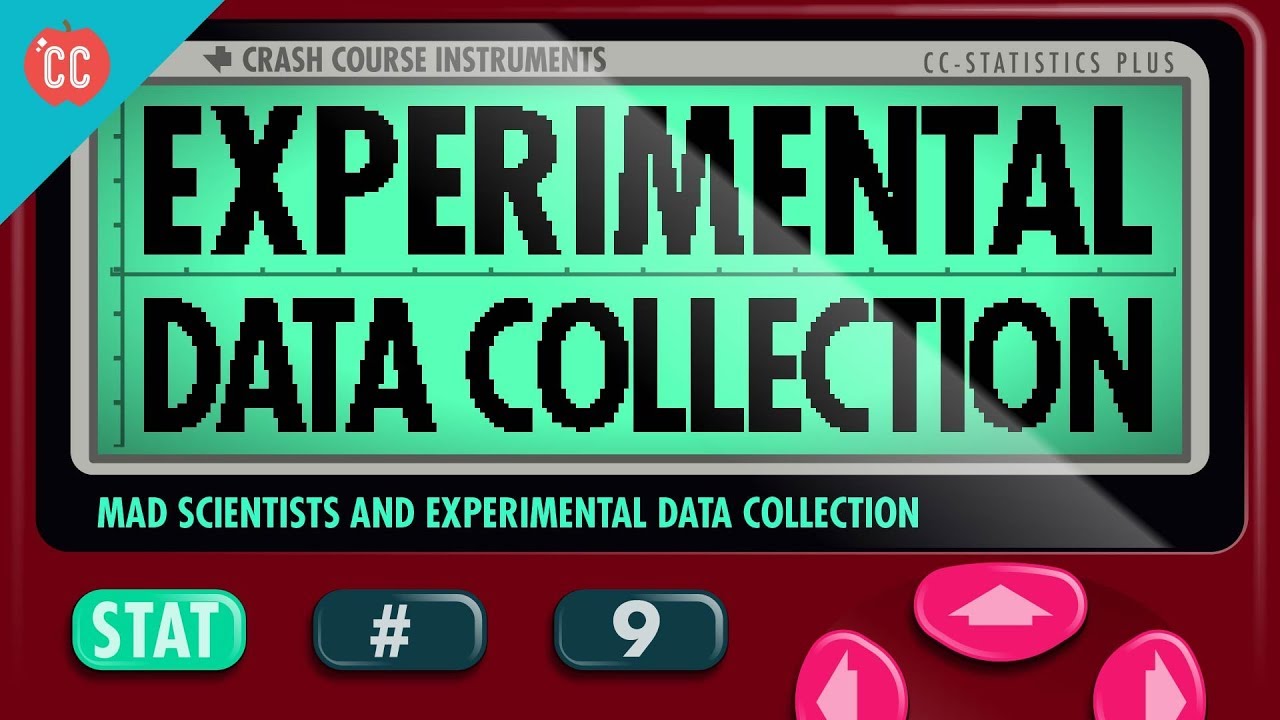 CC
CRASH COURSE INSTRUMENTS
CC-STATISTICS PLUS
EXPERIMENTAL
DATA COLLECTION
MAD SCIENTISTS AND EXPERIMENTAL DATA COLLECTION
STAT
#
9